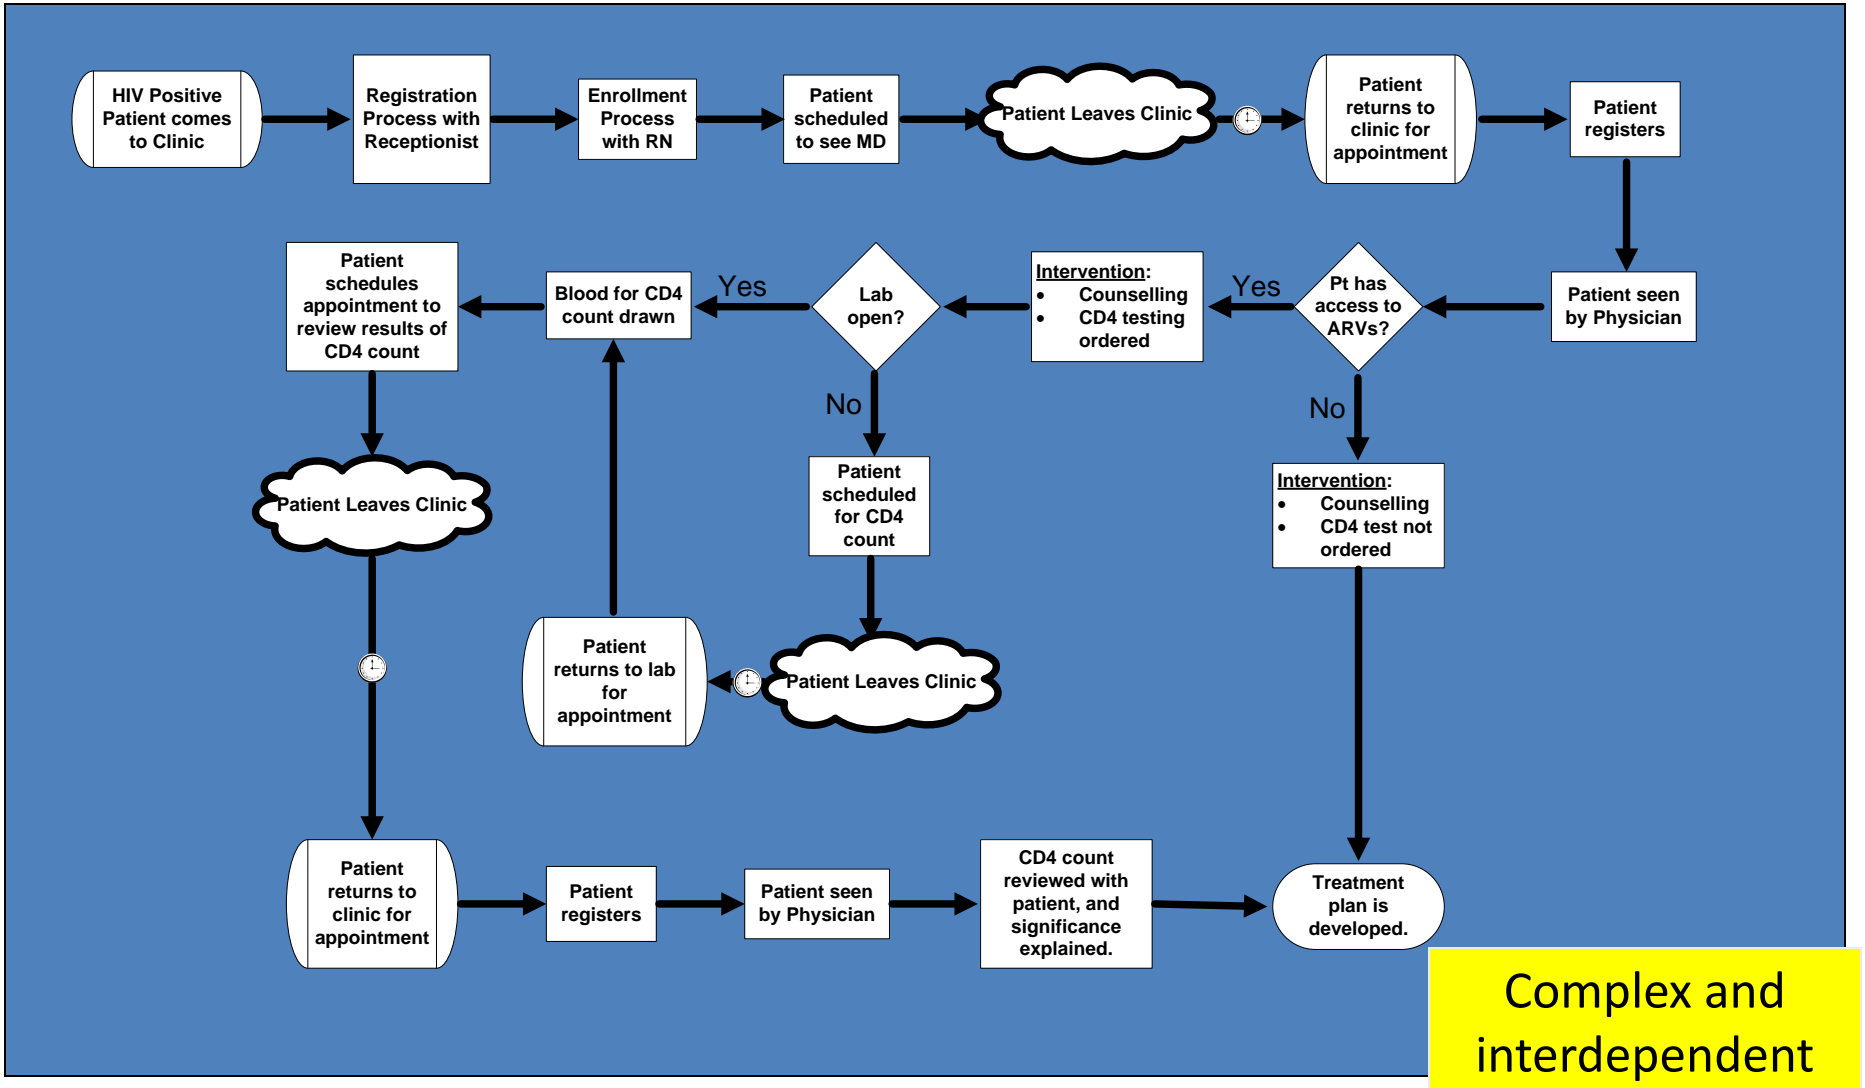 HIV Positive
Patient comes
to Clinic
Registration
Process with
Receptionist
Enrollment
Process
with RN
Patient
scheduled
to see MD
Patient Leaves Clinic
Patient
returns to
clinic for
appointment
Patient
registers
Patient seen
by Physician
Pt has
access to
ARVs?
Yes
No
Intervention:
• Counselling
• CD4 testing
ordered
Lab
open?
Yes
No
Blood for CD4
count drawn
Patient
schedules
appointment to
review results of
CD4 count
Patient Leaves Clinic
Patient
scheduled
for CD4
count
Patient Leaves Clinic
Patient
returns to lab
for
appointment
Intervention:
• Counselling
• CD4 test not
ordered
Patient
returns to
clinic for
appointment
Patient
registers
Patient seen
by Physician
CD4 count
reviewed with
patient, and
significance
explained.
Treatment
plan is
developed.
Complex and
interdependent